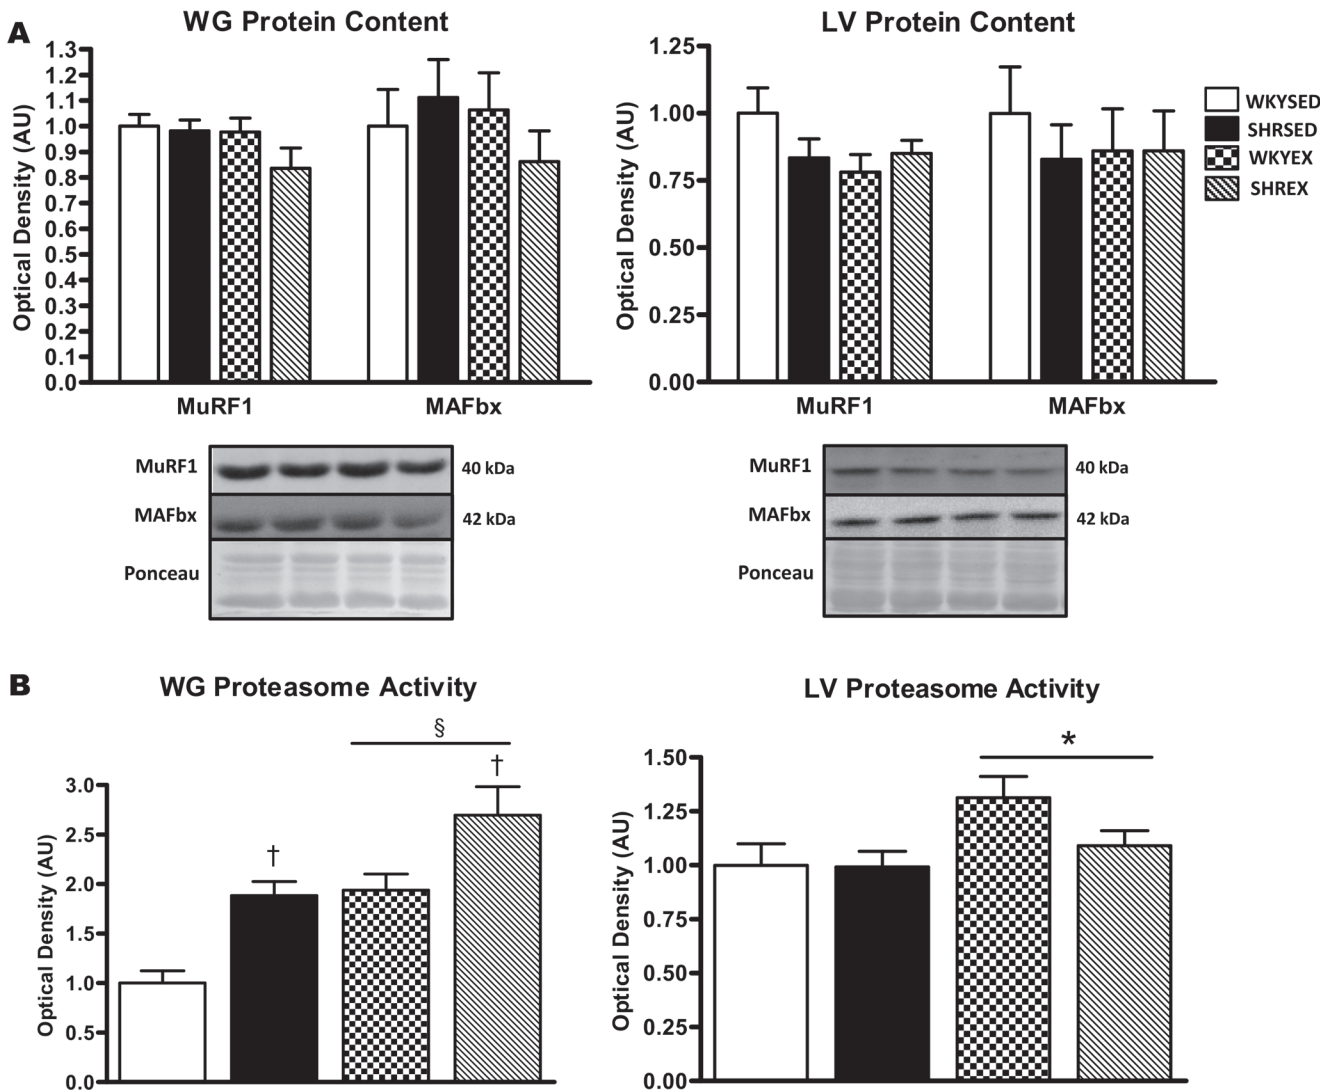 A
WG Protein Content
Optical Density (AU)
1.3
1.2
1.1
1.0
0.9
0.8
0.7
0.6
0.5
0.4
0.3
0.2
0.1
0.0
MuRF1 MAFbx
LV Protein Content
Optical Density (AU)
1.25
1.00
0.75
0.50
0.25
0.00
MuRF1 MAFbx
WKYSED
SHRSED
WKYEX
SHREX
MuRF1 40 kDa
MAFbx 42 kDa
Ponceau
MuRF1 40 kDa
MAFbx 42 kDa
Ponceau
B
WG Proteasome Activity
Optical Density (AU)
3.0
2.5
2.0
1.5
1.0
0.5
0.0
†
§
†
LV Proteasome Activity
Optical Density (AU)
1.50
1.25
1.00
0.75
0.50
0.25
0.00
*